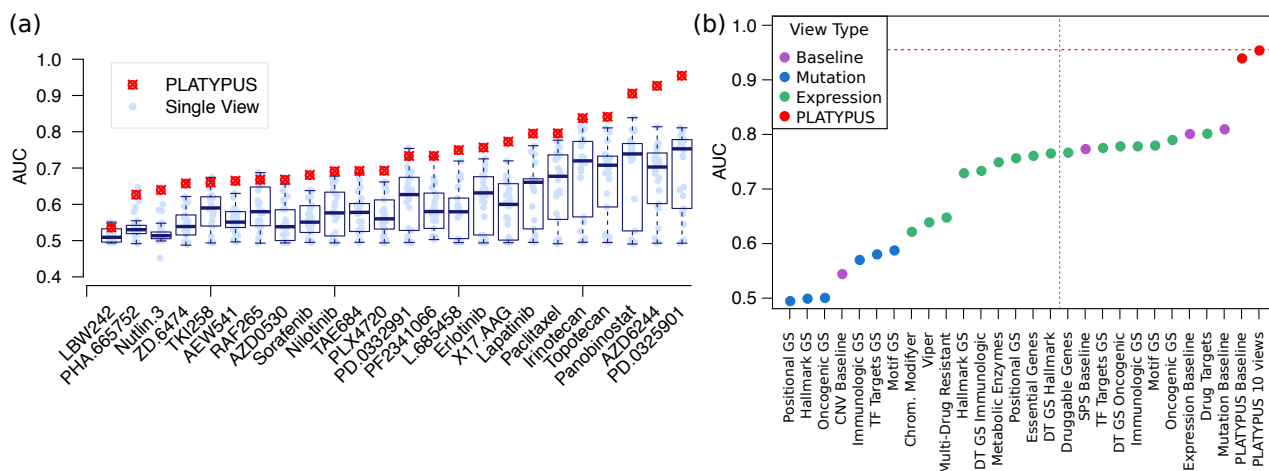 (a)
AUC
1.0
0.9
0.8
0.7
0.6
0.5
0.4
PLATYPUS
Single View
LBW242
PHA.665752
Nutlin.3
ZD.6474
TKI258
AEW541
RAF265
AZD0530
Sorafenib
Nilotinib
TAE684
PLX4720
PD.0332991
PF2341066
L.685458
Erlotinib
X17.AAG
Lapatinib
Paclitaxel
Irinotecan
Topotecan
Panobinostat
AZD6244
PD.0325901
(b)
AUC
1.0
0.9
0.8
0.7
0.6
0.5
View Type
Baseline
Mutation
Expression
PLATYPUS
Positional GS
Hallmark GS
Oncogenic GS
CNV Baseline
Immunologic GS
TF Targets GS
Motif GS
Chrom. Modifyer
Viper
Multi-Drug Resistant
Hallmark GS
DT GS Immunologic
Metabolic Enzymes
Positional GS
Essential Genes
DT GS Hallmark
Druggable Genes
SPS Baseline
TF Targets GS
DT GS Oncogenic
Immunologic GS
Motif GS
Oncogenic GS
Expression Baseline
Drug Targets
Mutation Baseline
PLATYPUS Baseline
PLATYPUS 10 views